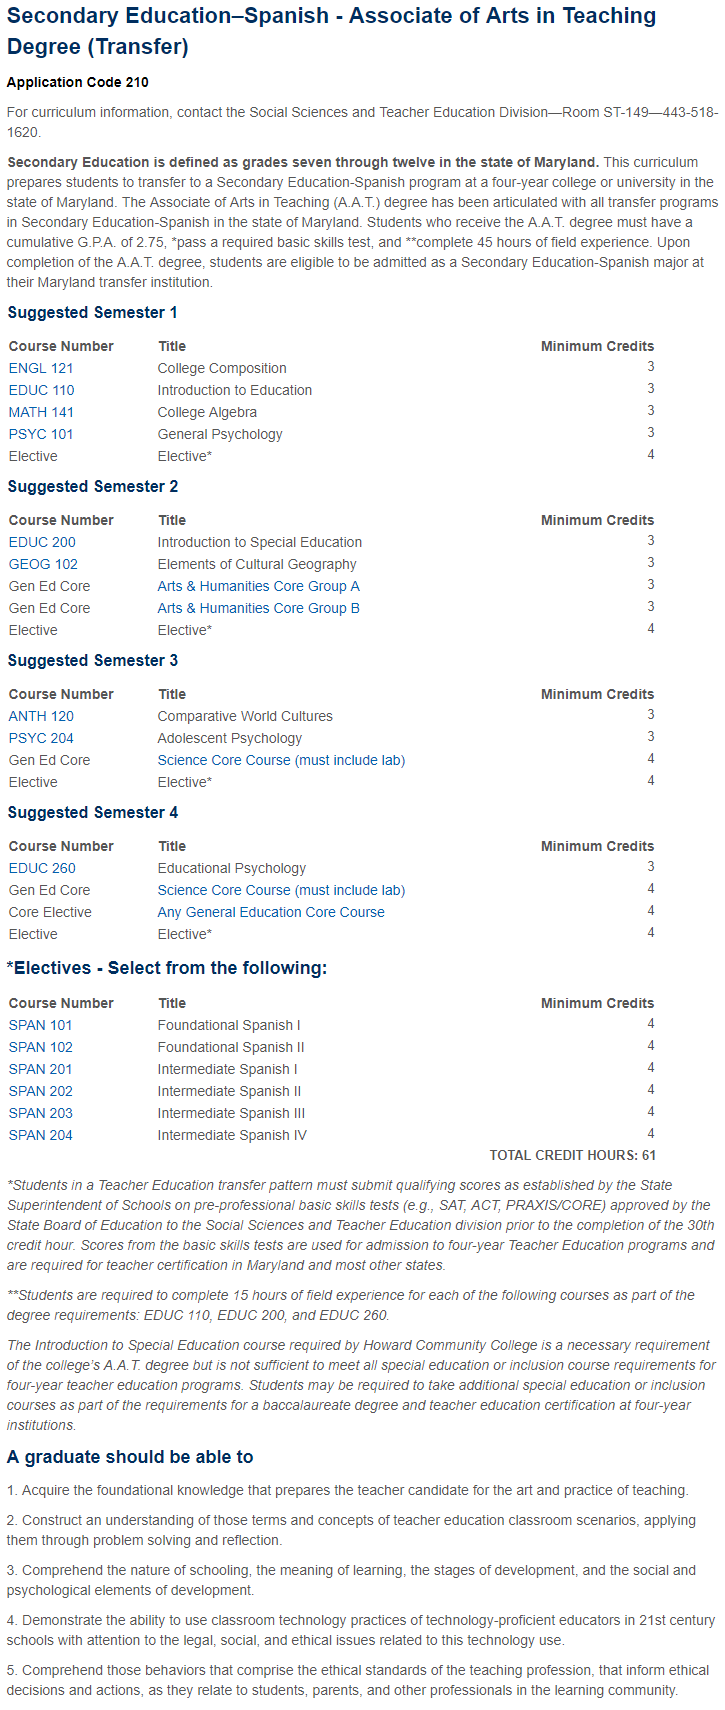 Secondary Education–Spanish - Associate of Arts in Teaching
Degree (Transfer)
Application Code 210
For curriculum information, contact the Social Sciences and Teacher Education Division—Room ST-149—443-518-
1620.
Secondary Education is defined as grades seven through twelve in the state of Maryland. This curriculum
prepares students to transfer to a Secondary Education-Spanish program at a four-year college or university in the
state of Maryland. The Associate of Arts in Teaching (A.A.T.) degree has been articulated with all transfer programs
in Secondary Education-Spanish in the state of Maryland. Students who receive the A.A.T. degree must have a
cumulative G.P.A. of 2.75, *pass a required basic skills test, and **complete 45 hours of field experience. Upon
completion of the A.A.T. degree, students are eligible to be admitted as a Secondary Education-Spanish major at
their Maryland transfer institution.
Suggested Semester 1
Course Number Title Minimum Credits
ENGL 121 College Composition 3
EDUC 110 Introduction to Education 3
MATH 141 College Algebra 3
PSYC 101 General Psychology 3
Elective Elective* 4
Suggested Semester 2
Course Number Title Minimum Credits
EDUC 200 Introduction to Special Education 3
GEOG 102 Elements of Cultural Geography 3
Gen Ed Core Arts & Humanities Core Group A 3
Gen Ed Core Arts & Humanities Core Group B 3
Elective Elective* 4
Suggested Semester 3
Course Number Title Minimum Credits
ANTH 120 Comparative World Cultures 3
PSYC 204 Adolescent Psychology 3
Gen Ed Core Science Core Course (must include lab) 4
Elective Elective* 4
Suggested Semester 4
Course Number Title Minimum Credits
EDUC 260 Educational Psychology 3
Gen Ed Core Science Core Course (must include lab) 4
Core Elective Any General Education Core Course 4
Elective Elective* 4
*Electives - Select from the following:
Course Number Title Minimum Credits
SPAN 101 Foundational Spanish I 4
SPAN 102 Foundational Spanish II 4
SPAN 201 Intermediate Spanish I 4
SPAN 202 Intermediate Spanish II 4
SPAN 203 Intermediate Spanish III 4
SPAN 204 Intermediate Spanish IV 4
TOTAL CREDIT HOURS: 61
*Students in a Teacher Education transfer pattern must submit qualifying scores as established by the State
Superintendent of Schools on pre-professional basic skills tests (e.g., SAT, ACT, PRAXIS/CORE) approved by the
State Board of Education to the Social Sciences and Teacher Education division prior to the completion of the 30th
credit hour. Scores from the basic skills tests are used for admission to four-year Teacher Education programs and
are required for teacher certification in Maryland and most other states.
**Students are required to complete 15 hours of field experience for each of the following courses as part of the
degree requirements: EDUC 110, EDUC 200, and EDUC 260.
The Introduction to Special Education course required by Howard Community College is a necessary requirement
of the college's A.A.T. degree but is not sufficient to meet all special education or inclusion course requirements for
four-year teacher education programs. Students may be required to take additional special education or inclusion
courses as part of the requirements for a baccalaureate degree and teacher education certification at four-year
institutions.
A graduate should be able to
1. Acquire the foundational knowledge that prepares the teacher candidate for the art and practice of teaching.
2. Construct an understanding of those terms and concepts of teacher education classroom scenarios, applying
them through problem solving and reflection.
3. Comprehend the nature of schooling, the meaning of learning, the stages of development, and the social and
psychological elements of development.
4. Demonstrate the ability to use classroom technology practices of technology-proficient educators in 21st century
schools with attention to the legal, social, and ethical issues related to this technology use.
5. Comprehend those behaviors that comprise the ethical standards of the teaching profession, that inform ethical
decisions and actions, as they relate to students, parents, and other professionals in the learning community.